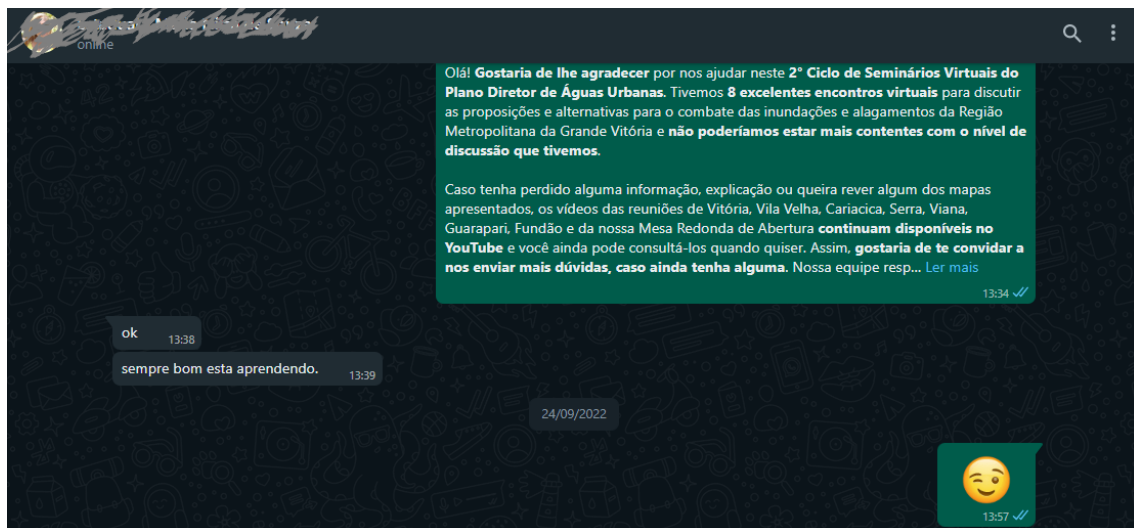 online
Olá! Gostaria de lhe agradecer por nos ajudar neste 2° Ciclo de Seminários Virtuais do
Plano Diretor de Águas Urbanas. Tivemos 8 excelentes encontros virtuais para discutir
as proposições e alternativas para o combate das inundações e alagamentos da Região
Metropolitana da Grande Vitória e não poderíamos estar mais contentes com o nível de
discussão que tivemos.
Caso tenha perdido alguma informação, explicação ou queira rever algum dos mapas
apresentados, os vídeos das reuniões de Vitória, Vila Velha, Cariacica, Serra, Viana,
Guarapari, Fundão e da nossa Mesa Redonda de Abertura continuam disponíveis no
YouTube e você ainda pode consultá-los quando quiser. Assim, gostaria de te convidar a
nos enviar mais dúvidas, caso ainda tenha alguma. Nossa equipe resp... Ler mais
13:34
ok 13:38
sempre bom esta aprendendo. 13:39
24/09/2022
13:57